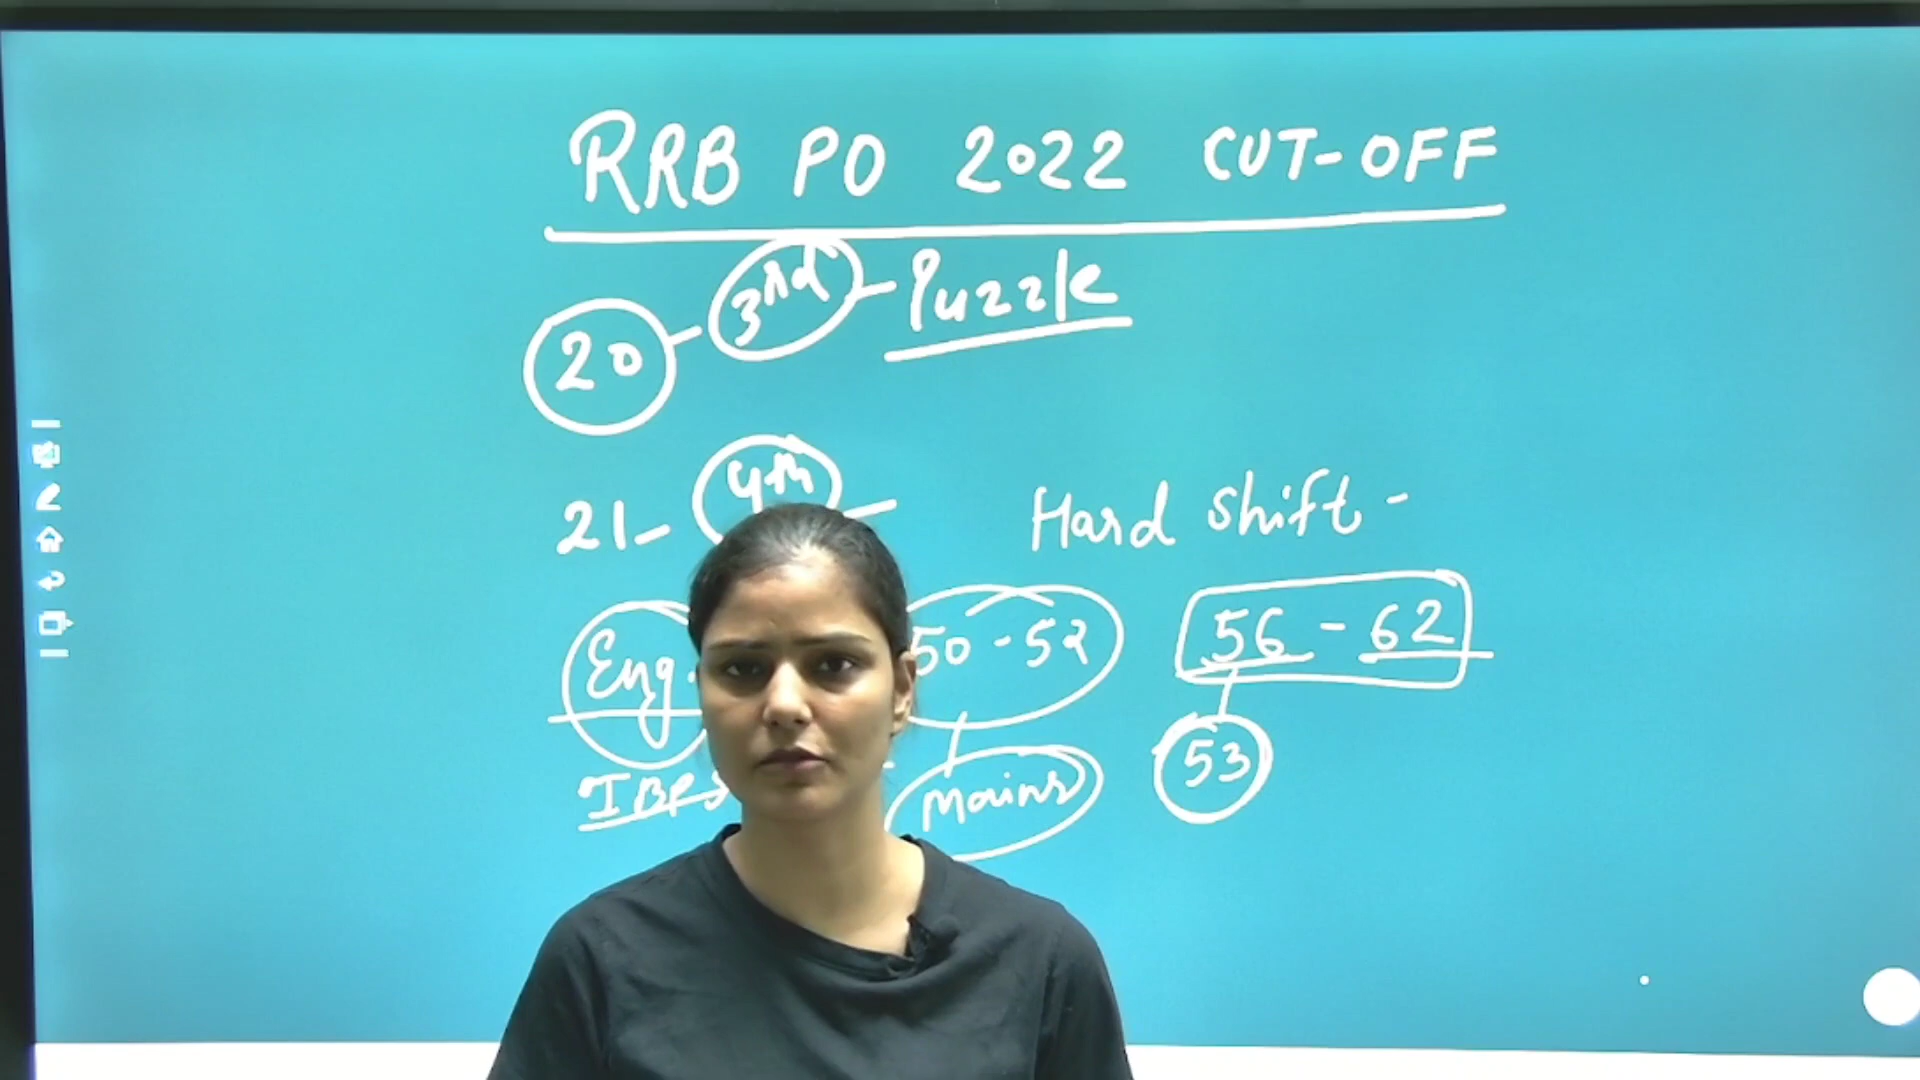 RRB PO 2022 CUT-OFF
20 - 3rd - Puzzle
21 - 4th - Hard shift -
Eng. 50 - 52 56 - 62
IBPS Mains 53